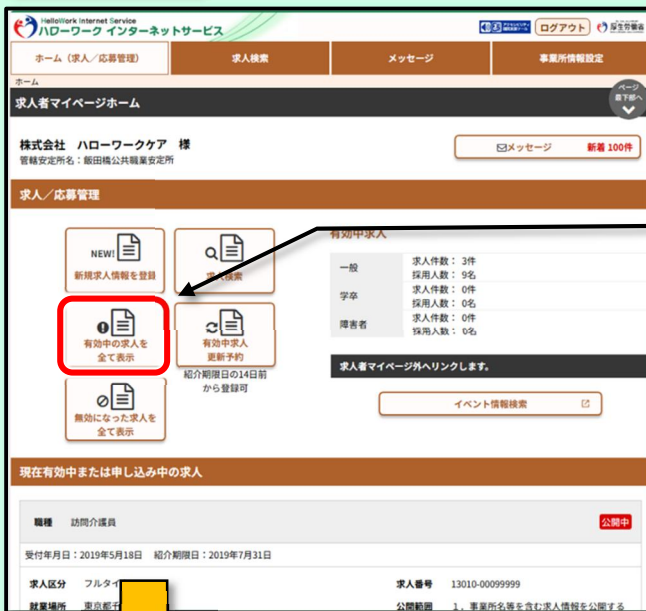 HelloWork Internet Service
ハローワーク インターネットサービス
ログアウト
厚生労働省
ホーム（求人／応募管理）
求人検索
メッセージ
事業所情報設定
ホーム
求人者マイページホーム
ページ
最下部へ
株式会社　ハローワークケア　様
管轄安定所名：飯田橋公共職業安定所
メッセージ　新着 100件
求人／応募管理
NEW!
新規求人情報を登録
求人検索
有効中の求人を
全て表示
有効中求人
更新予約
紹介期限日の14日前
から登録可
無効になった求人を
全て表示
有効中求人
一般
求人件数： 3件
採用人数： 9名
学卒
求人件数： 0件
採用人数： 0名
障害者
求人件数： 0件
採用人数： 0名
求人者マイページ外へリンクします。
イベント情報検索
現在有効中または申し込み中の求人
職種　訪問介護員
公開中
受付年月日：2019年5月18日　紹介期限日：2019年7月31日
求人区分　フルタイ
求人番号　13010-00099999
就業場所　東京都千
公開範囲　１．事業所名等を含む求人情報を公開する